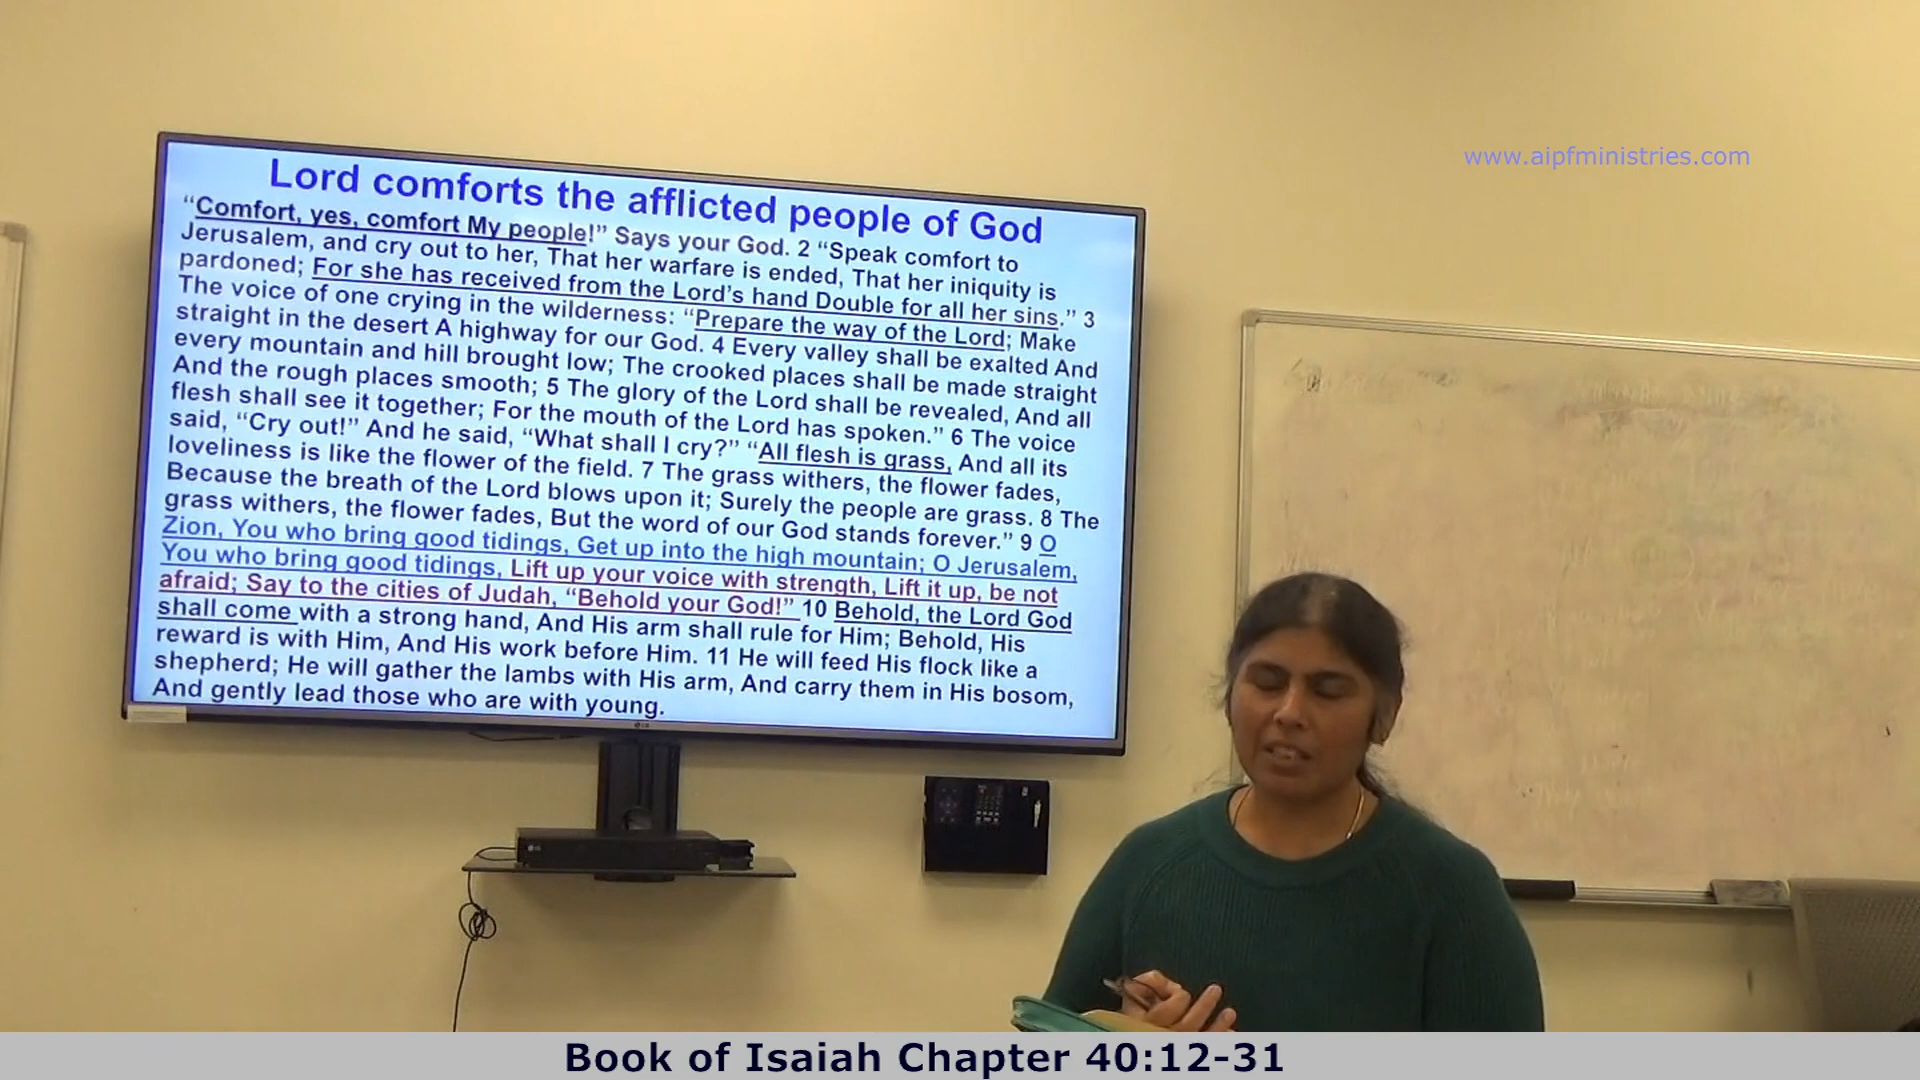 www.aipfministries.com
Lord comforts the afflicted people of God
“Comfort, yes, comfort My people!” Says your God. 2 “Speak comfort to
Jerusalem, and cry out to her, That her warfare is ended, That her iniquity is
pardoned; For she has received from the Lord’s hand Double for all her sins.” 3
The voice of one crying in the wilderness: “Prepare the way of the Lord; Make
straight in the desert A highway for our God. 4 Every valley shall be exalted And
every mountain and hill brought low; The crooked places shall be made straight
And the rough places smooth; 5 The glory of the Lord shall be revealed, And all
flesh shall see it together; For the mouth of the Lord has spoken.” 6 The voice
said, “Cry out!” And he said, “What shall I cry?” “All flesh is grass, And all its
loveliness is like the flower of the field. 7 The grass withers, the flower fades,
Because the breath of the Lord blows upon it; Surely the people are grass. 8 The
grass withers, the flower fades, But the word of our God stands forever.” 9 O
Zion, You who bring good tidings, Get up into the high mountain; O Jerusalem,
You who bring good tidings, Lift up your voice with strength, Lift it up, be not
afraid; Say to the cities of Judah, “Behold your God!” 10 Behold, the Lord God
shall come with a strong hand, And His arm shall rule for Him; Behold, His
reward is with Him, And His work before Him. 11 He will feed His flock like a
shepherd; He will gather the lambs with His arm, And carry them in His bosom,
And gently lead those who are with young.
LG
Book of Isaiah Chapter 40:12-31